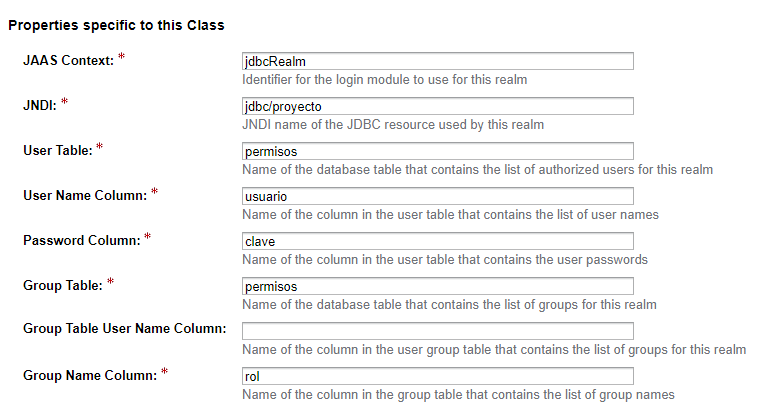 Properties specific to this Class
JAAS Context: * jdbcRealm
Identifier for the login module to use for this realm
JNDI: * jdbc/proyecto
JNDI name of the JDBC resource used by this realm
User Table: * permisos
Name of the database table that contains the list of authorized users for this realm
User Name Column: * usuario
Name of the column in the user table that contains the list of user names
Password Column: * clave
Name of the column in the user table that contains the user passwords
Group Table: * permisos
Name of the database table that contains the list of groups for this realm
Group Table User Name Column:
Name of the column in the user group table that contains the list of groups for this realm
Group Name Column: * rol
Name of the column in the group table that contains the list of group names